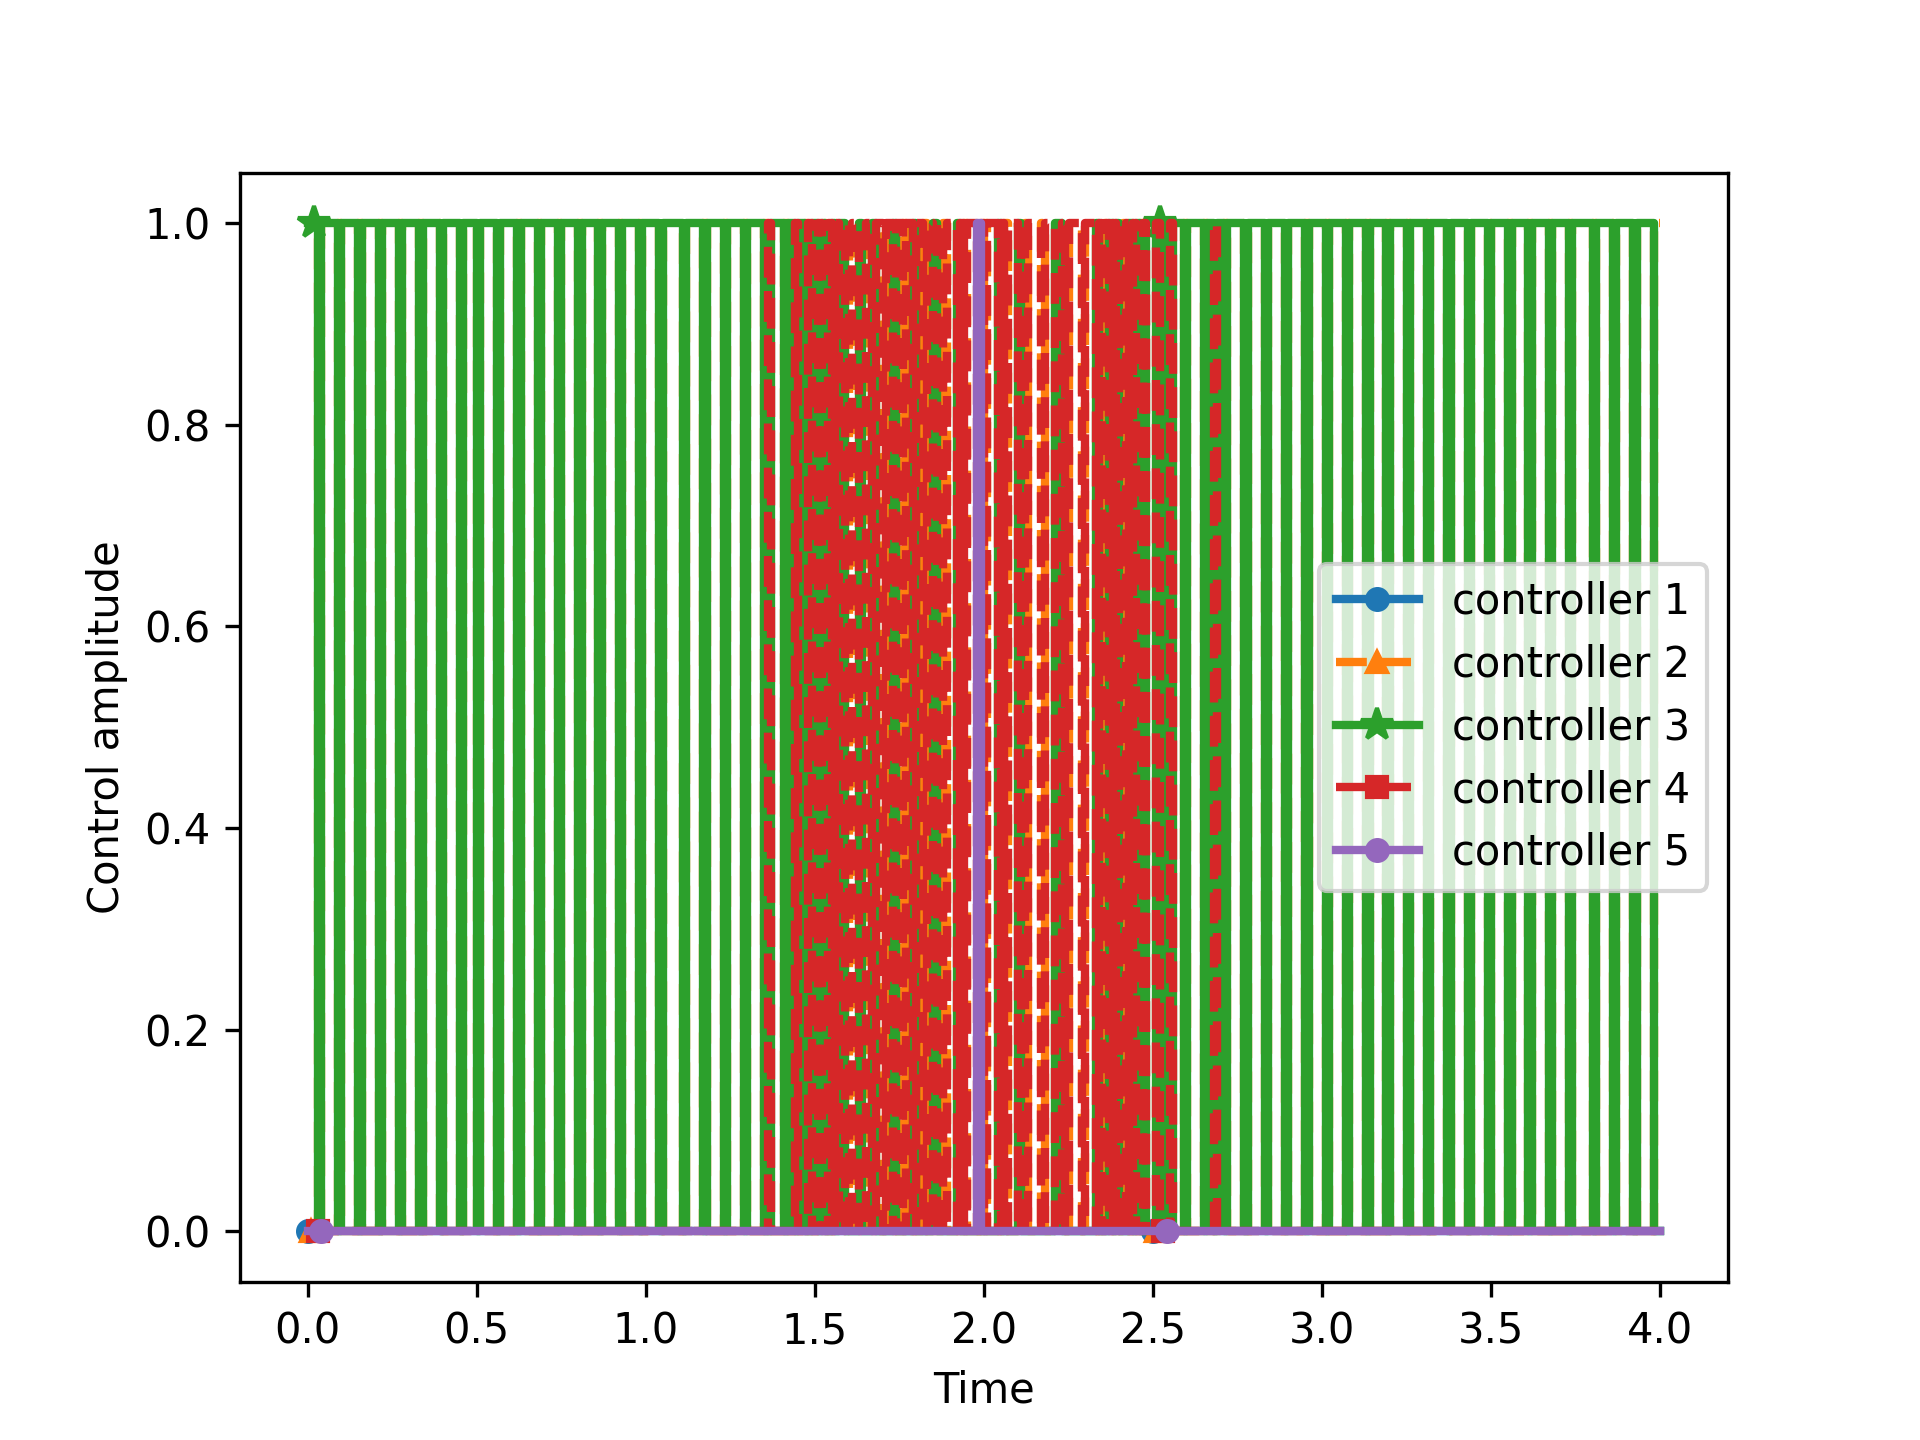 1.0
0.8
0.6
0.4
0.2
0.0
Control amplitude
controller 1
controller 2
controller 3
controller 4
controller 5
0.0 0.5 1.0 1.5 2.0 2.5 3.0 3.5 4.0
Time